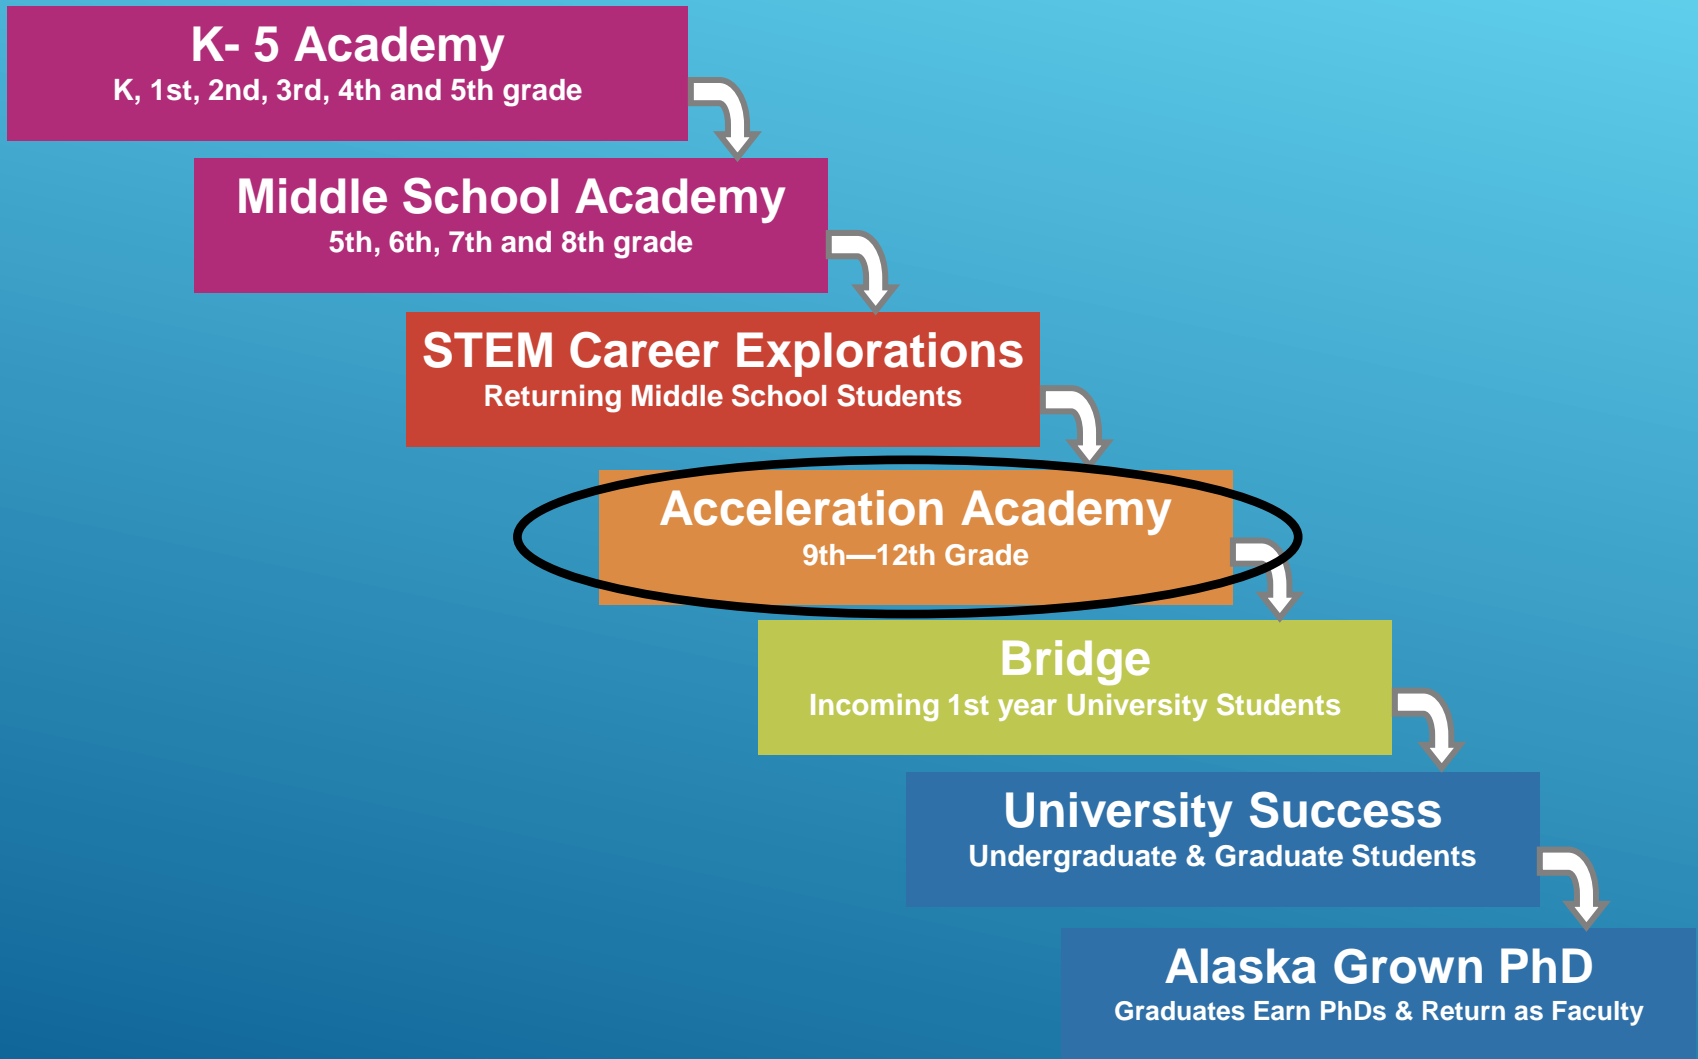 K- 5 Academy
K, 1st, 2nd, 3rd, 4th and 5th grade
Middle School Academy
5th, 6th, 7th and 8th grade
STEM Career Explorations
Returning Middle School Students
Acceleration Academy
9th—12th Grade
Bridge
Incoming 1st year University Students
University Success
Undergraduate & Graduate Students
Alaska Grown PhD
Graduates Earn PhDs & Return as Faculty